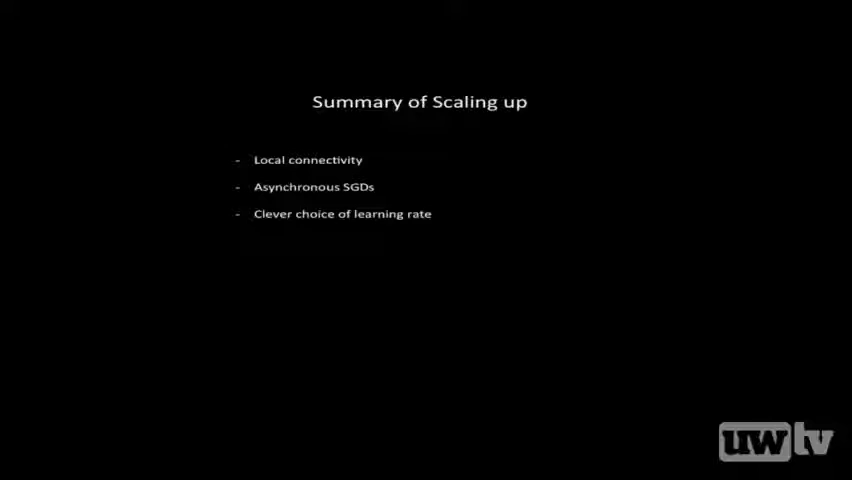 Summary of Scaling up
- Local connectivity
- Asynchronous SGDs
- Clever choice of learning rate
uwtv